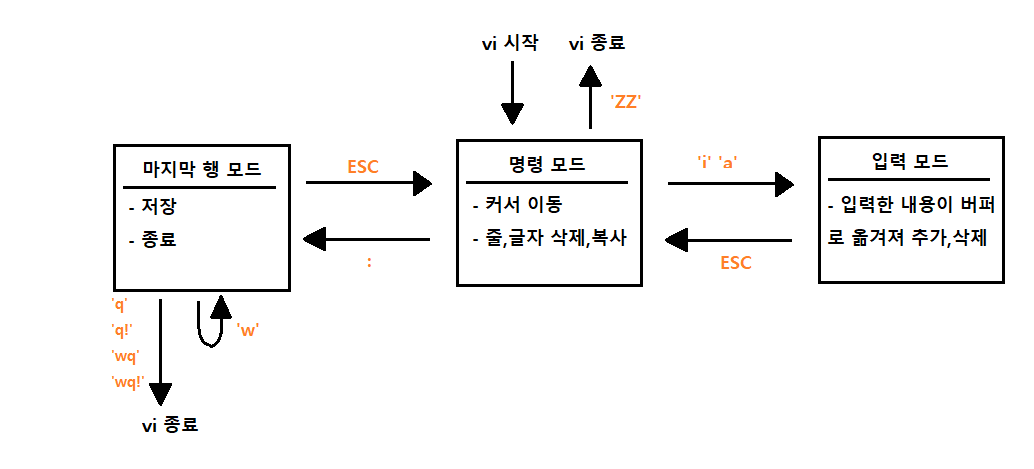 vi 시작
vi 종료
'ZZ'
마지막 행 모드
- 저장
- 종료
ESC
:
명령 모드
- 커서 이동
- 줄,글자 삭제,복사
'i' 'a'
ESC
입력 모드
- 입력한 내용이 버퍼
로 옮겨져 추가,삭제
'q'
'q!'
'wq'
'wq!'
'w'
vi 종료